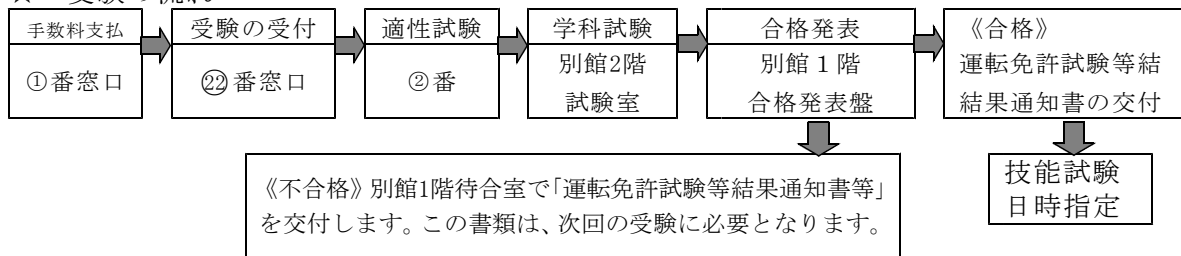 手数料支払
①番窓口
受験の受付
㉒番窓口
適性試験
②番
学科試験
別館2階
試験室
合格発表
別館１階
合格発表盤
《合格》
運転免許試験等結
結果通知書の交付
《不合格》別館1階待合室で「運転免許試験等結果通知書等」
を交付します。この書類は、次回の受験に必要となります。
技能試験
日時指定